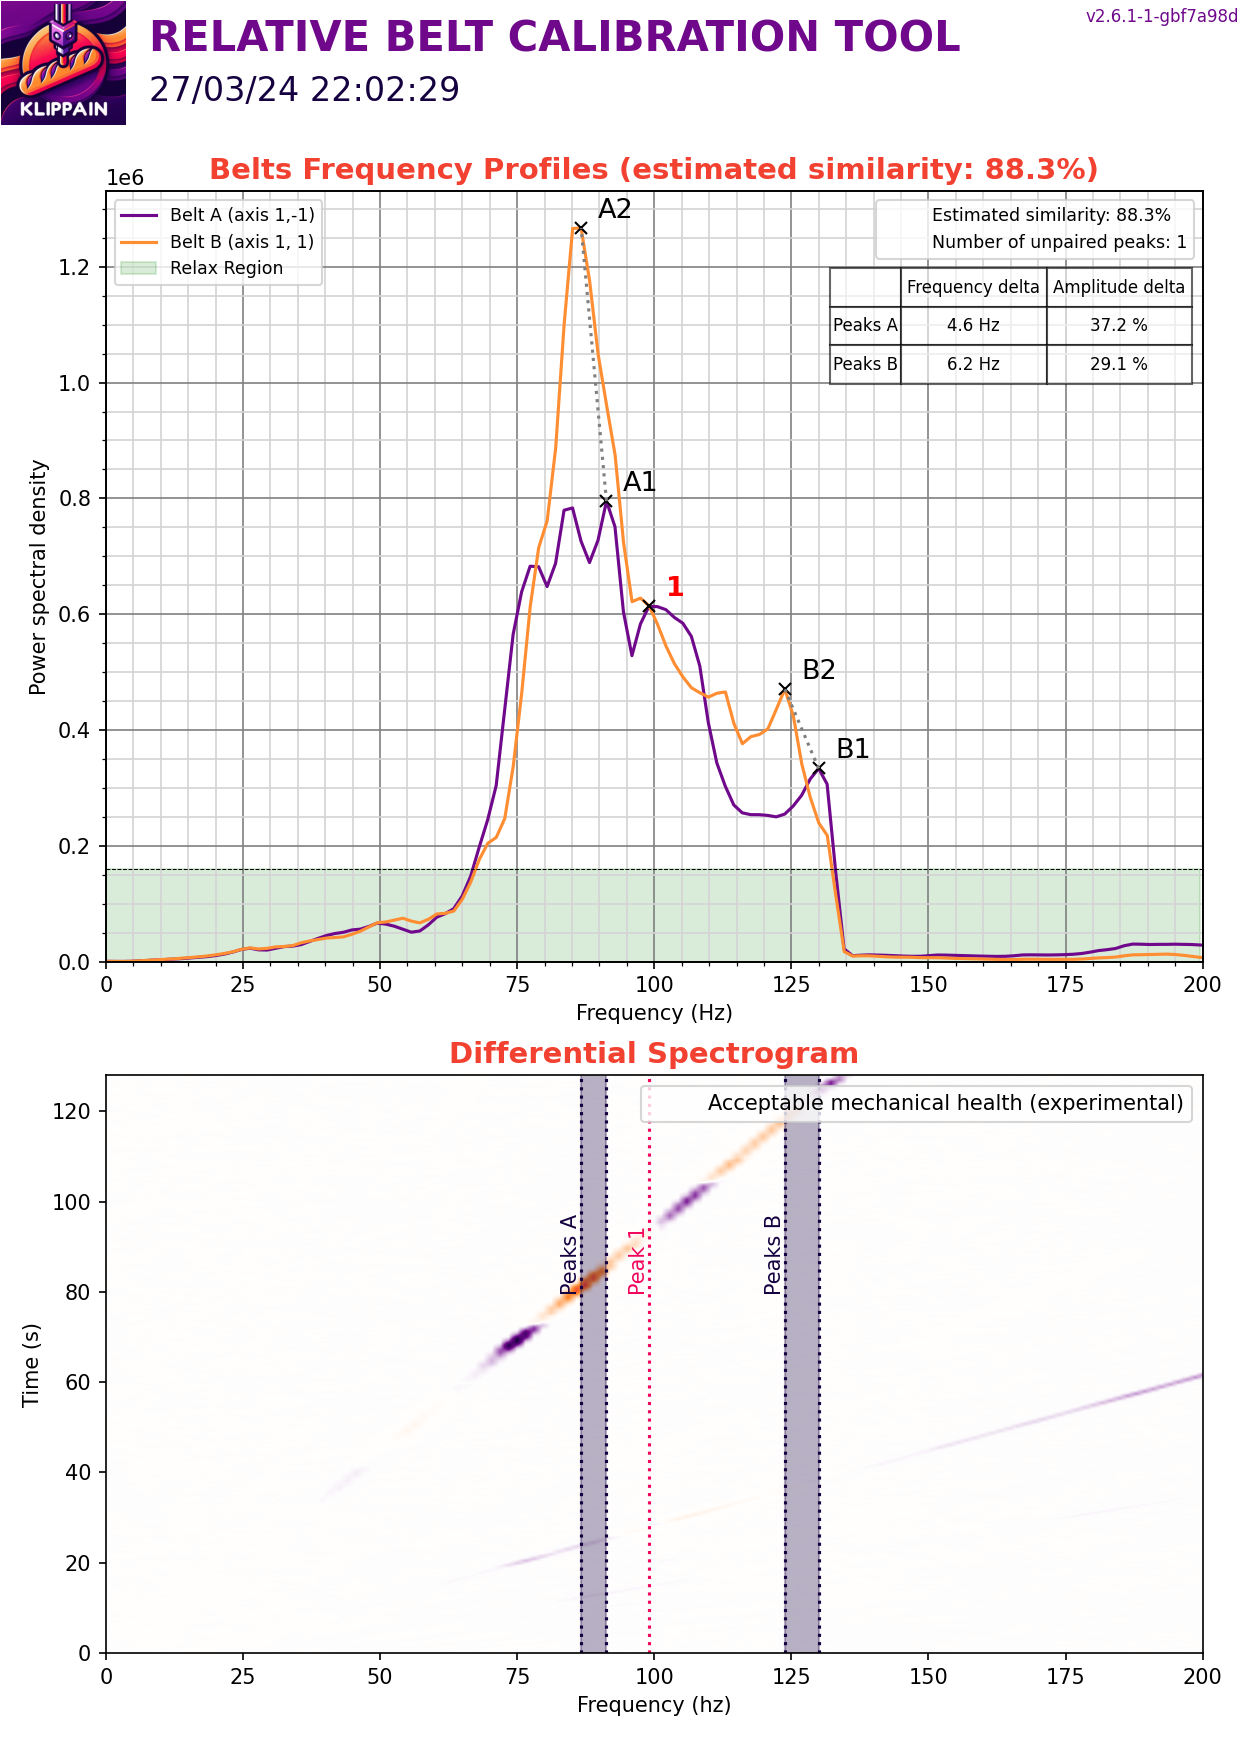 KLIPPAIN
RELATIVE BELT CALIBRATION TOOL
v2.6.1-1-gbf7a98d
27/03/24 22:02:29
Belts Frequency Profiles (estimated similarity: 88.3%)
1e6
Belt A (axis 1,-1)
Belt B (axis 1, 1)
Relax Region
Estimated similarity: 88.3%
Number of unpaired peaks: 1
Frequency delta Amplitude delta
Peaks A 4.6 Hz 37.2 %
Peaks B 6.2 Hz 29.1 %
A2
A1
1
B2
B1
Power spectral density
1.2
1.0
0.8
0.6
0.4
0.2
0.0
0 25 50 75 100 125 150 175 200
Frequency (Hz)
Differential Spectrogram
Acceptable mechanical health (experimental)
Peaks A
Peak 1
Peaks B
Time (s)
120
100
80
60
40
20
0
0 25 50 75 100 125 150 175 200
Frequency (hz)